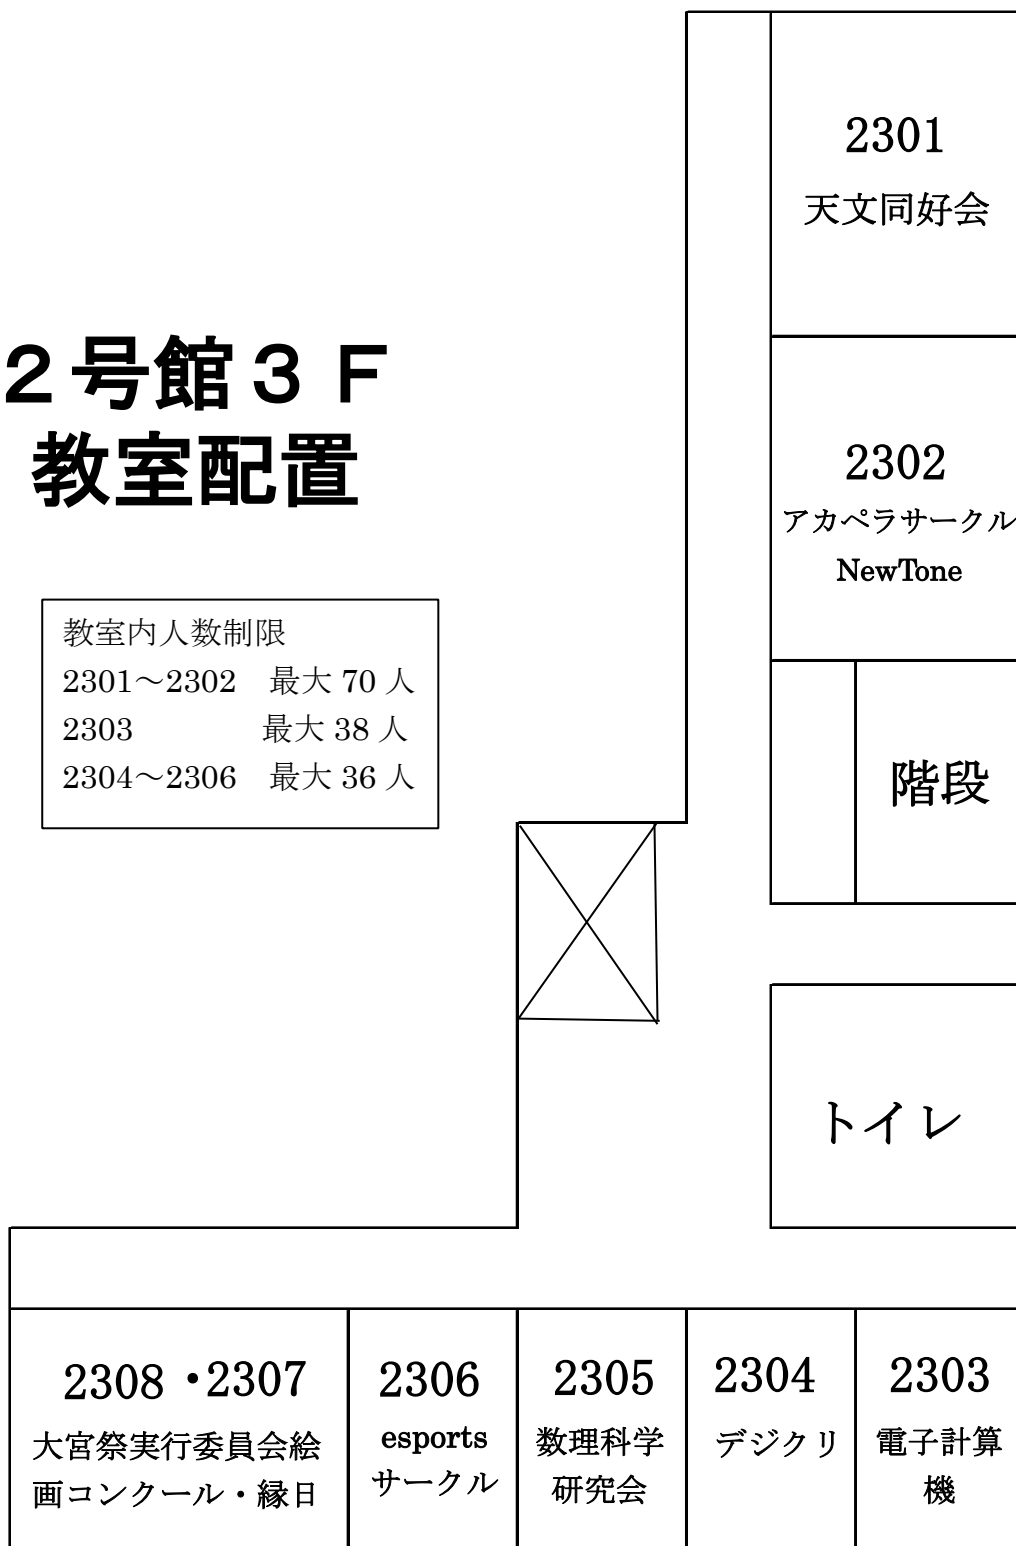 2301
天文同好会
２号館３Ｆ
教室配置
2302
アカペラサークル
NewTone
教室内人数制限
2301～2302　最大 70 人
2303　最大 38 人
2304～2306　最大 36 人
階段
トイレ
2308 ・2307
大宮祭実行委員会絵
画コンクール・縁日
2306
esports
サークル
2305
数理科学
研究会
2304
デジクリ
2303
電子計算
機